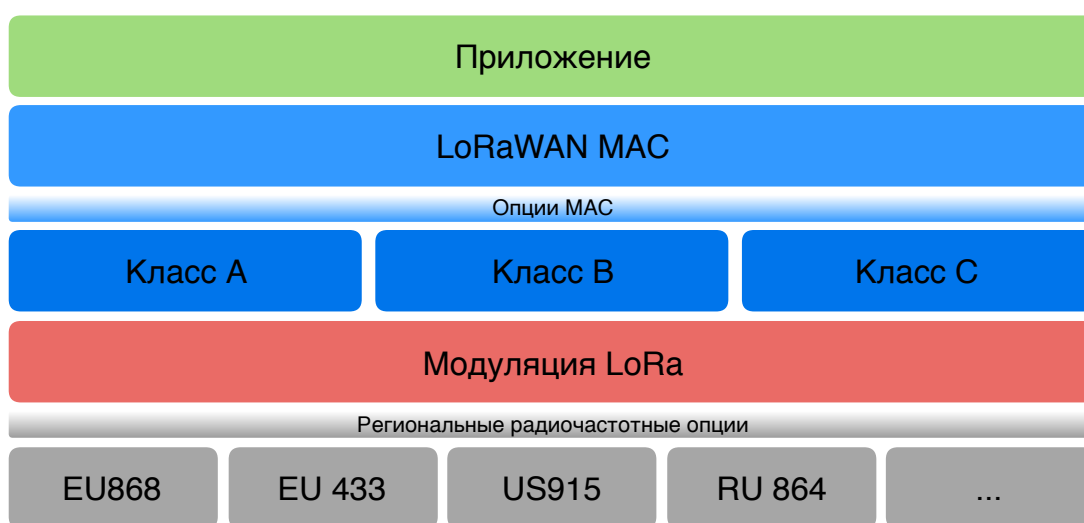 Приложение
LoRaWAN MAC
Опции MAC
Класс A
Класс B
Класс C
Модуляция LoRa
Региональные радиочастотные опции
EU868
EU 433
US915
RU 864
...